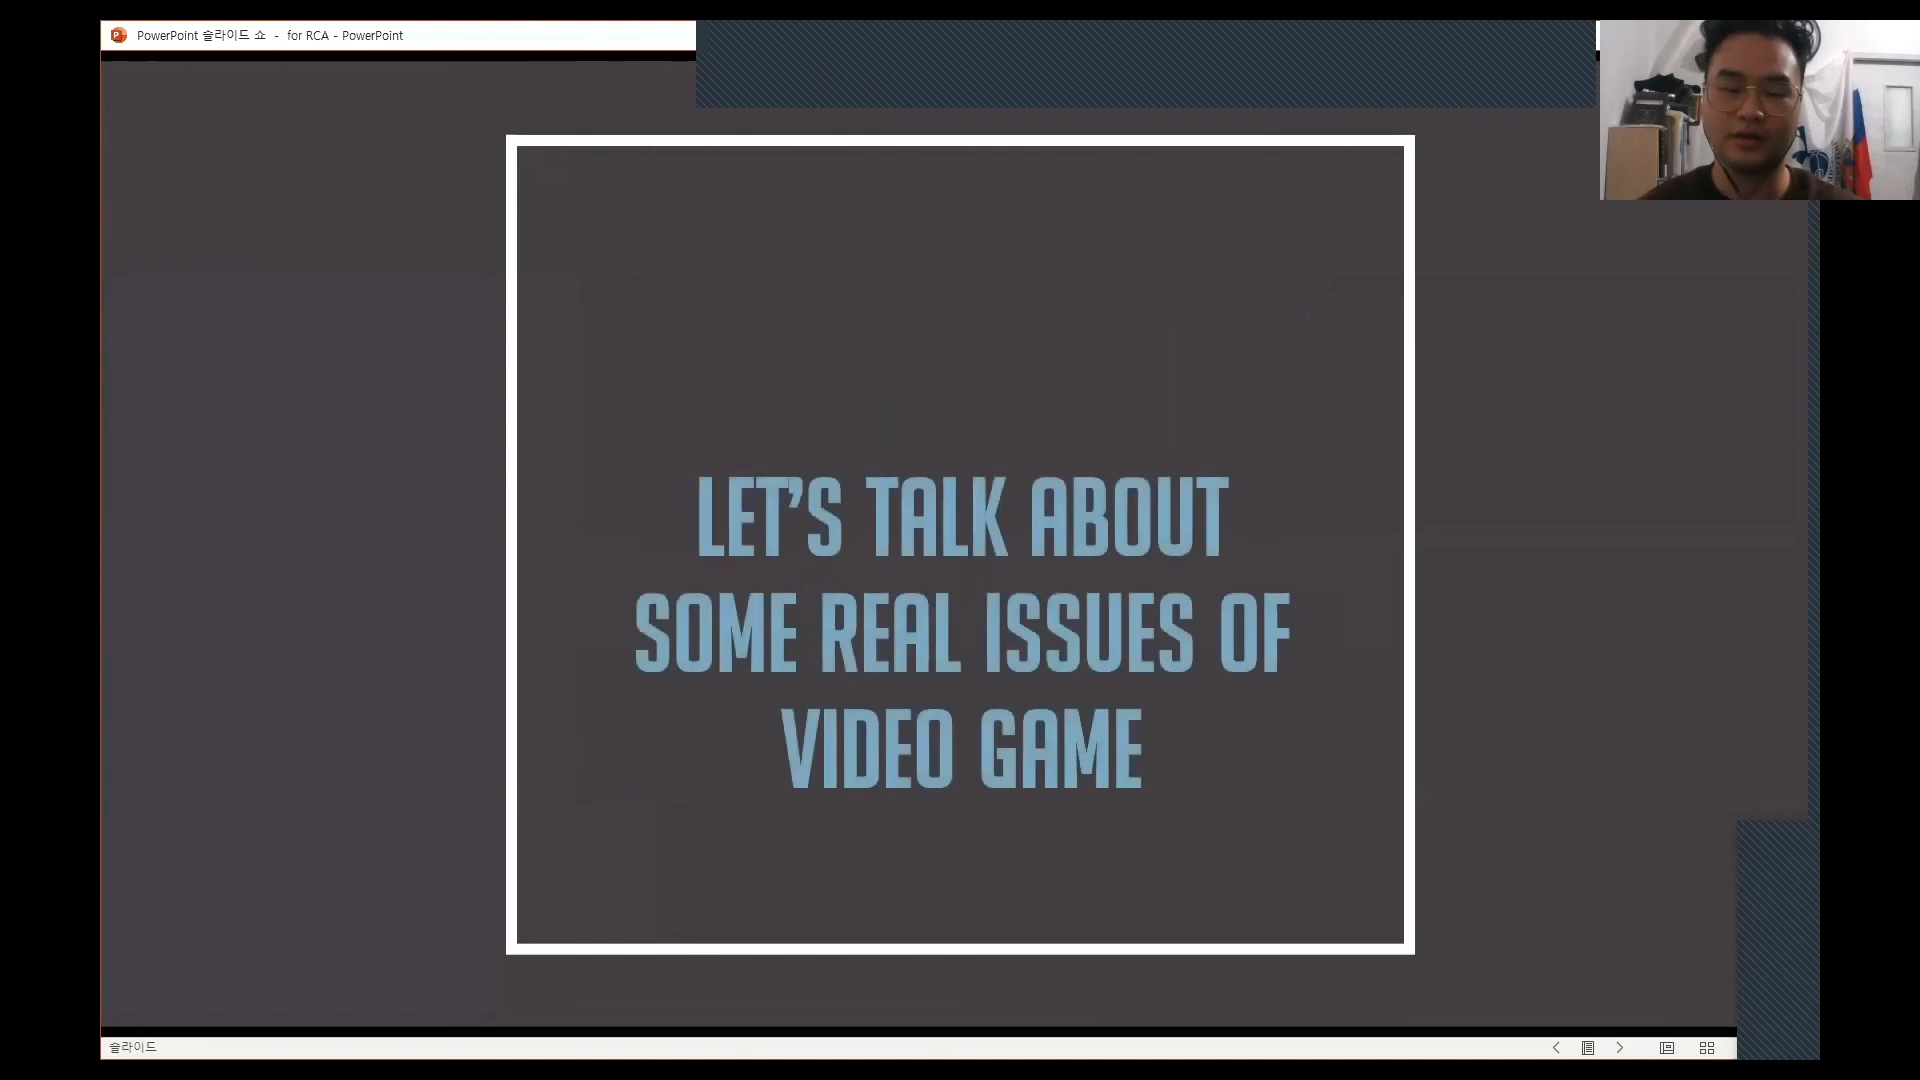 PowerPoint 슬라이드 쇼 - for RCA - PowerPoint
LET’S TALK ABOUT
SOME REAL ISSUES OF
VIDEO GAME
슬라이드